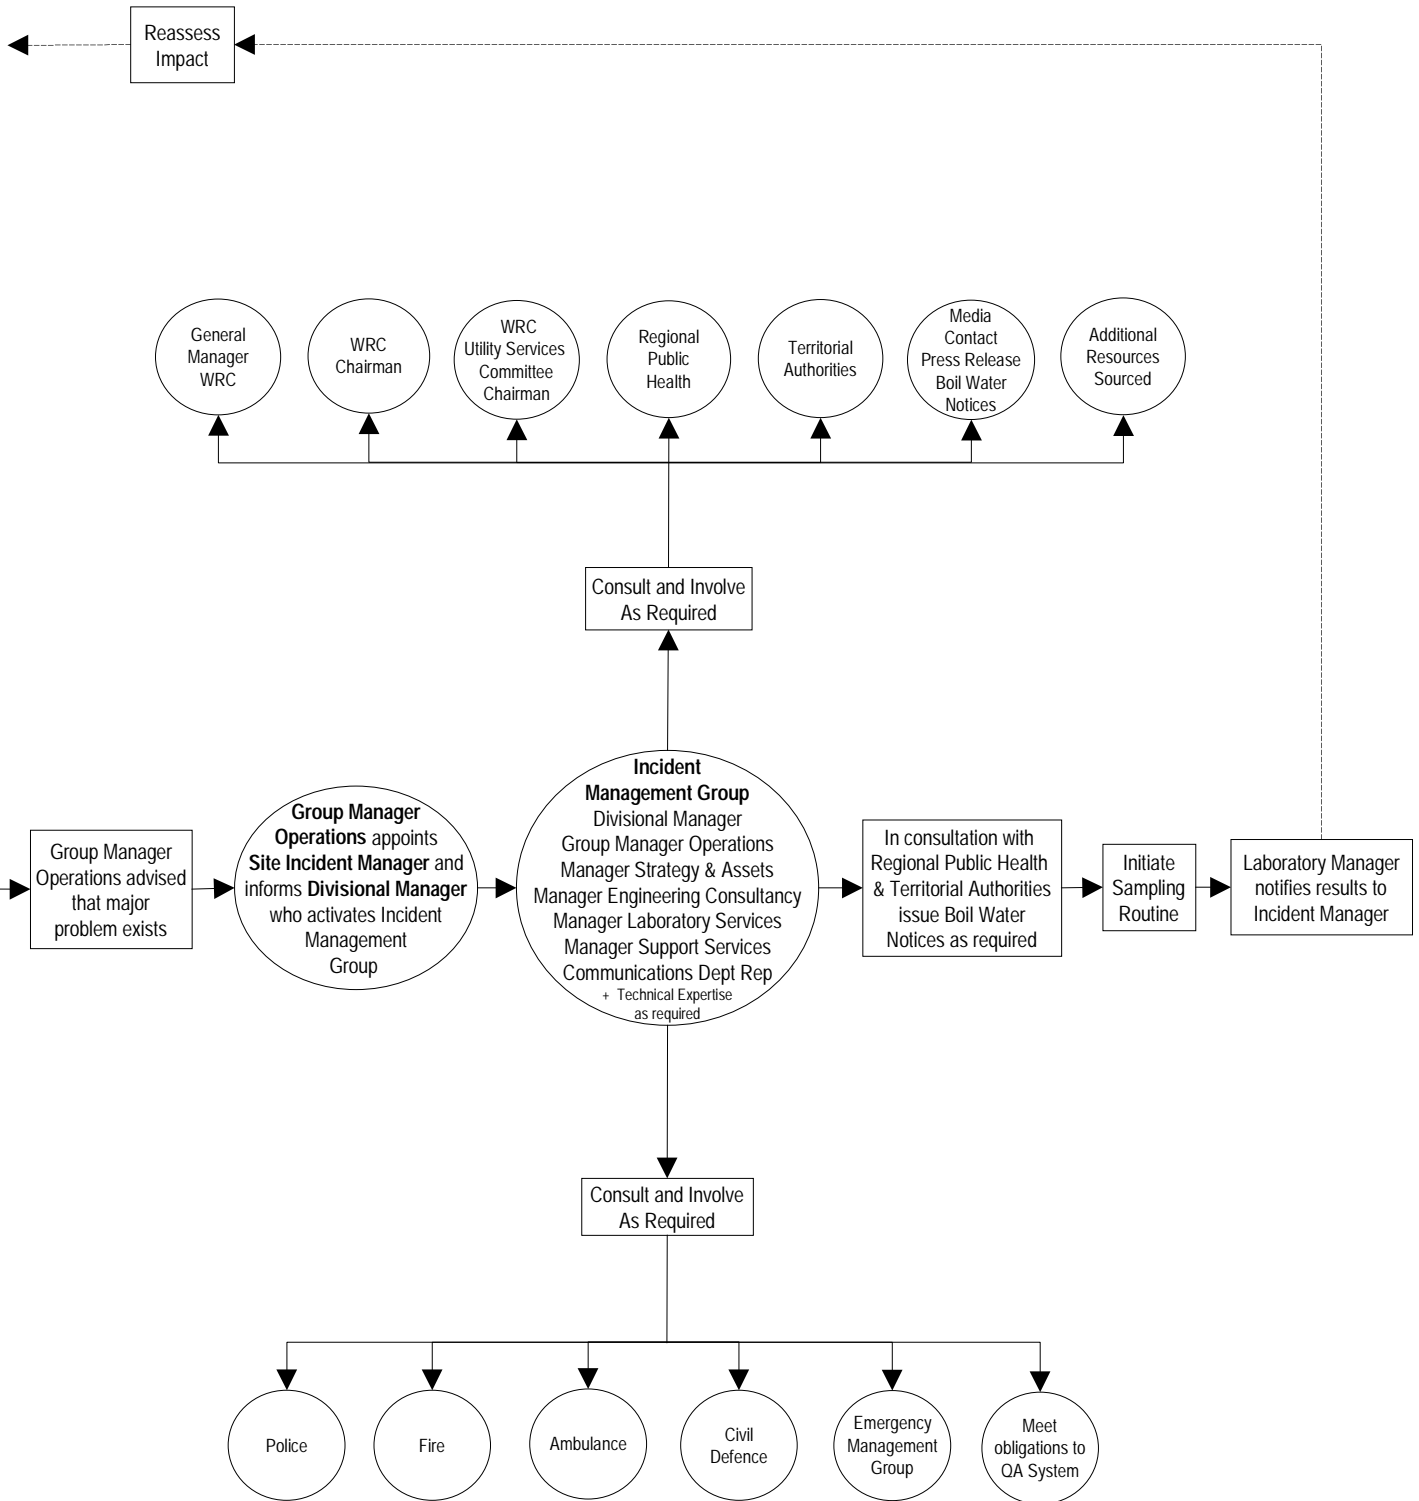 Reassess
Impact
General
Manager
WRC
WRC
Chairman
WRC
Utility Services
Committee
Chairman
Regional
Public
Health
Territorial
Authorities
Media
Contact
Press Release
Boil Water
Notices
Additional
Resources
Sourced
Consult and Involve
As Required
Group Manager
Operations advised
that major
problem exists
Group Manager
Operations appoints
Site Incident Manager and
informs Divisional Manager
who activates Incident
Management
Group
Incident
Management Group
Divisional Manager
Group Manager Operations
Manager Strategy & Assets
Manager Engineering Consultancy
Manager Laboratory Services
Manager Support Services
Communications Dept Rep
+ Technical Expertise
as required
In consultation with
Regional Public Health
& Territorial Authorities
issue Boil Water
Notices as required
Initiate
Sampling
Routine
Laboratory Manager
notifies results to
Incident Manager
Consult and Involve
As Required
Police
Fire
Ambulance
Civil
Defence
Emergency
Management
Group
Meet
obligations to
QA System